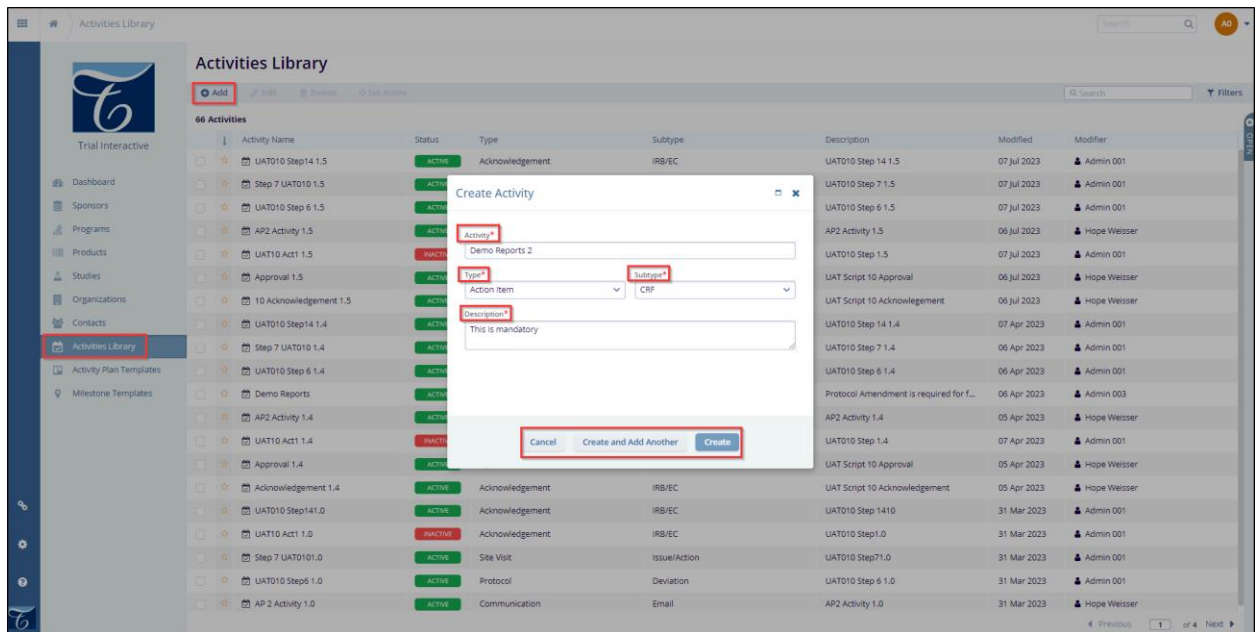 Activities Library
Search
AD
Activities Library
Add Edit Delete Set Active
Search
Filters
66 Activities
OPEN
Activity Name Status Type Subtype Description Modified Modifier
UAT010 Step14 1.5 ACTIVE Acknowledgement IRB/EC UAT010 Step 14 1.5 07 Jul 2023 Admin 001
Step 7 UAT010 1.5 UAT010 Step 7 1.5 07 Jul 2023 Admin 001
UAT010 Step 6 1.5 UAT010 Step 6 1.5 07 Jul 2023 Admin 001
AP2 Activity 1.5 AP2 Activity 1.5 06 Jul 2023 Hope Weisser
UAT10 Act1 1.5 UAT010 Step 1.5 07 Jul 2023 Admin 001
Approval 1.5 UAT Script 10 Approval 06 Jul 2023 Hope Weisser
10 Acknowledgement 1.5 UAT Script 10 Acknowlegement 06 Jul 2023 Hope Weisser
UAT010 Step14 1.4 UAT010 Step 14 1.4 07 Apr 2023 Admin 001
Step 7 UAT010 1.4 UAT010 Step 7 1.4 06 Apr 2023 Admin 001
UAT010 Step 6 1.4 UAT010 Step 6 1.4 06 Apr 2023 Admin 001
Demo Reports Protocol Amendment is required for f... 06 Apr 2023 Admin 003
AP2 Activity 1.4 AP2 Activity 1.4 05 Apr 2023 Hope Weisser
UAT10 Act1 1.4 UAT010 Step 1.4 07 Apr 2023 Admin 001
Approval 1.4 UAT Script 10 Approval 05 Apr 2023 Hope Weisser
Acknowledgement 1.4 ACTIVE Acknowledgement IRB/EC UAT Script 10 Acknowledgement 05 Apr 2023 Hope Weisser
UAT010 Step141.0 ACTIVE Acknowledgement IRB/EC UAT010 Step 1410 31 Mar 2023 Admin 001
UAT10 Act1 1.0 INACTIVE Acknowledgement IRB/EC UAT010 Step1.0 31 Mar 2023 Admin 001
Step 7 UAT0101.0 ACTIVE Site Visit Issue/Action UAT010 Step71.0 31 Mar 2023 Admin 001
UAT010 Step6 1.0 ACTIVE Protocol Deviation UAT010 Step 6 1.0 31 Mar 2023 Admin 001
AP 2 Activity 1.0 ACTIVE Communication Email AP2 Activity 1.0 31 Mar 2023 Hope Weisser
Previous 1 of 4 Next
Trial Interactive
Dashboard
Sponsors
Programs
Products
Studies
Organizations
Contacts
Activities Library
Activity Plan Templates
Milestone Templates
Create Activity
Activity*
Demo Reports 2
Type* Subtype*
Action Item CRF
Description*
This is mandatory
Cancel Create and Add Another Create